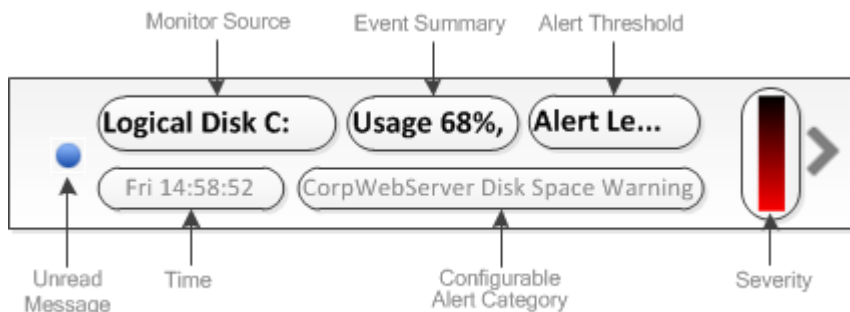 Monitor Source Event Summary Alert Threshold
Logical Disk C: Usage 68%, Alert Le...
Fri 14:58:52 CorpWebServer Disk Space Warning
Unread Message
Time
Configurable Alert Category
Severity